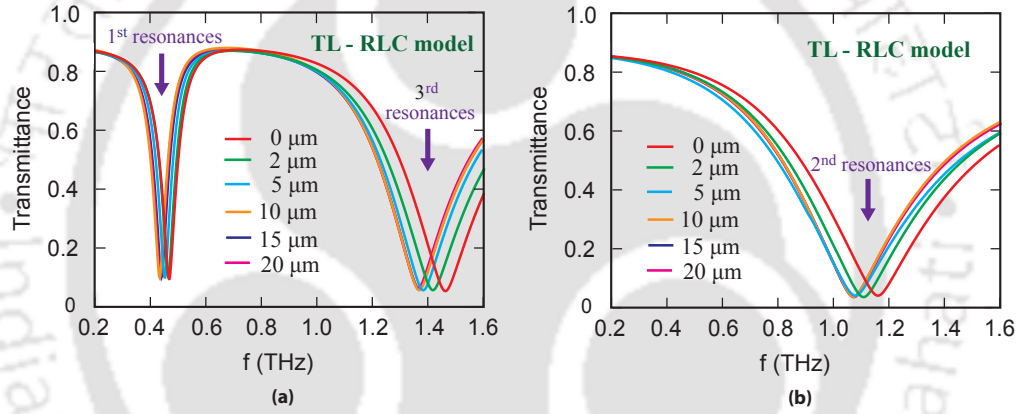 1.0
0.8
0.6
0.4
0.2
0
Transmittance
1st resonances
TL - RLC model
3rd
resonances
0 μm
2 μm
5 μm
10 μm
15 μm
20 μm
0.2 0.4 0.6 0.8 1.0 1.2 1.4 1.6
f (THz)
(a)
1.0
0.8
0.6
0.4
0.2
0
Transmittance
TL - RLC model
2nd resonances
0 μm
2 μm
5 μm
10 μm
15 μm
20 μm
0.2 0.4 0.6 0.8 1.0 1.2 1.4 1.6
f (THz)
(b)